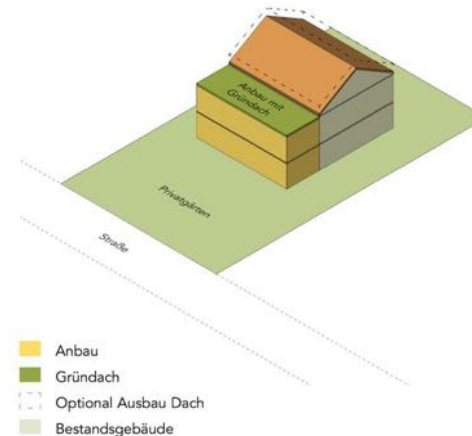 Anbau mit
Gründach
Privatgärten
Straße
Anbau
Gründach
Optional Ausbau Dach
Bestandsgebäude